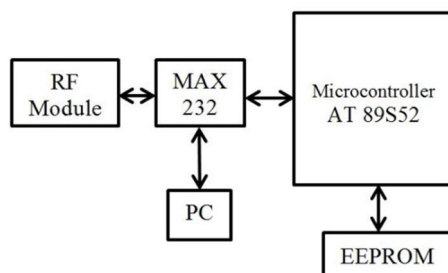 RF
Module
MAX
232
Microcontroller
AT 89S52
PC
EEPROM